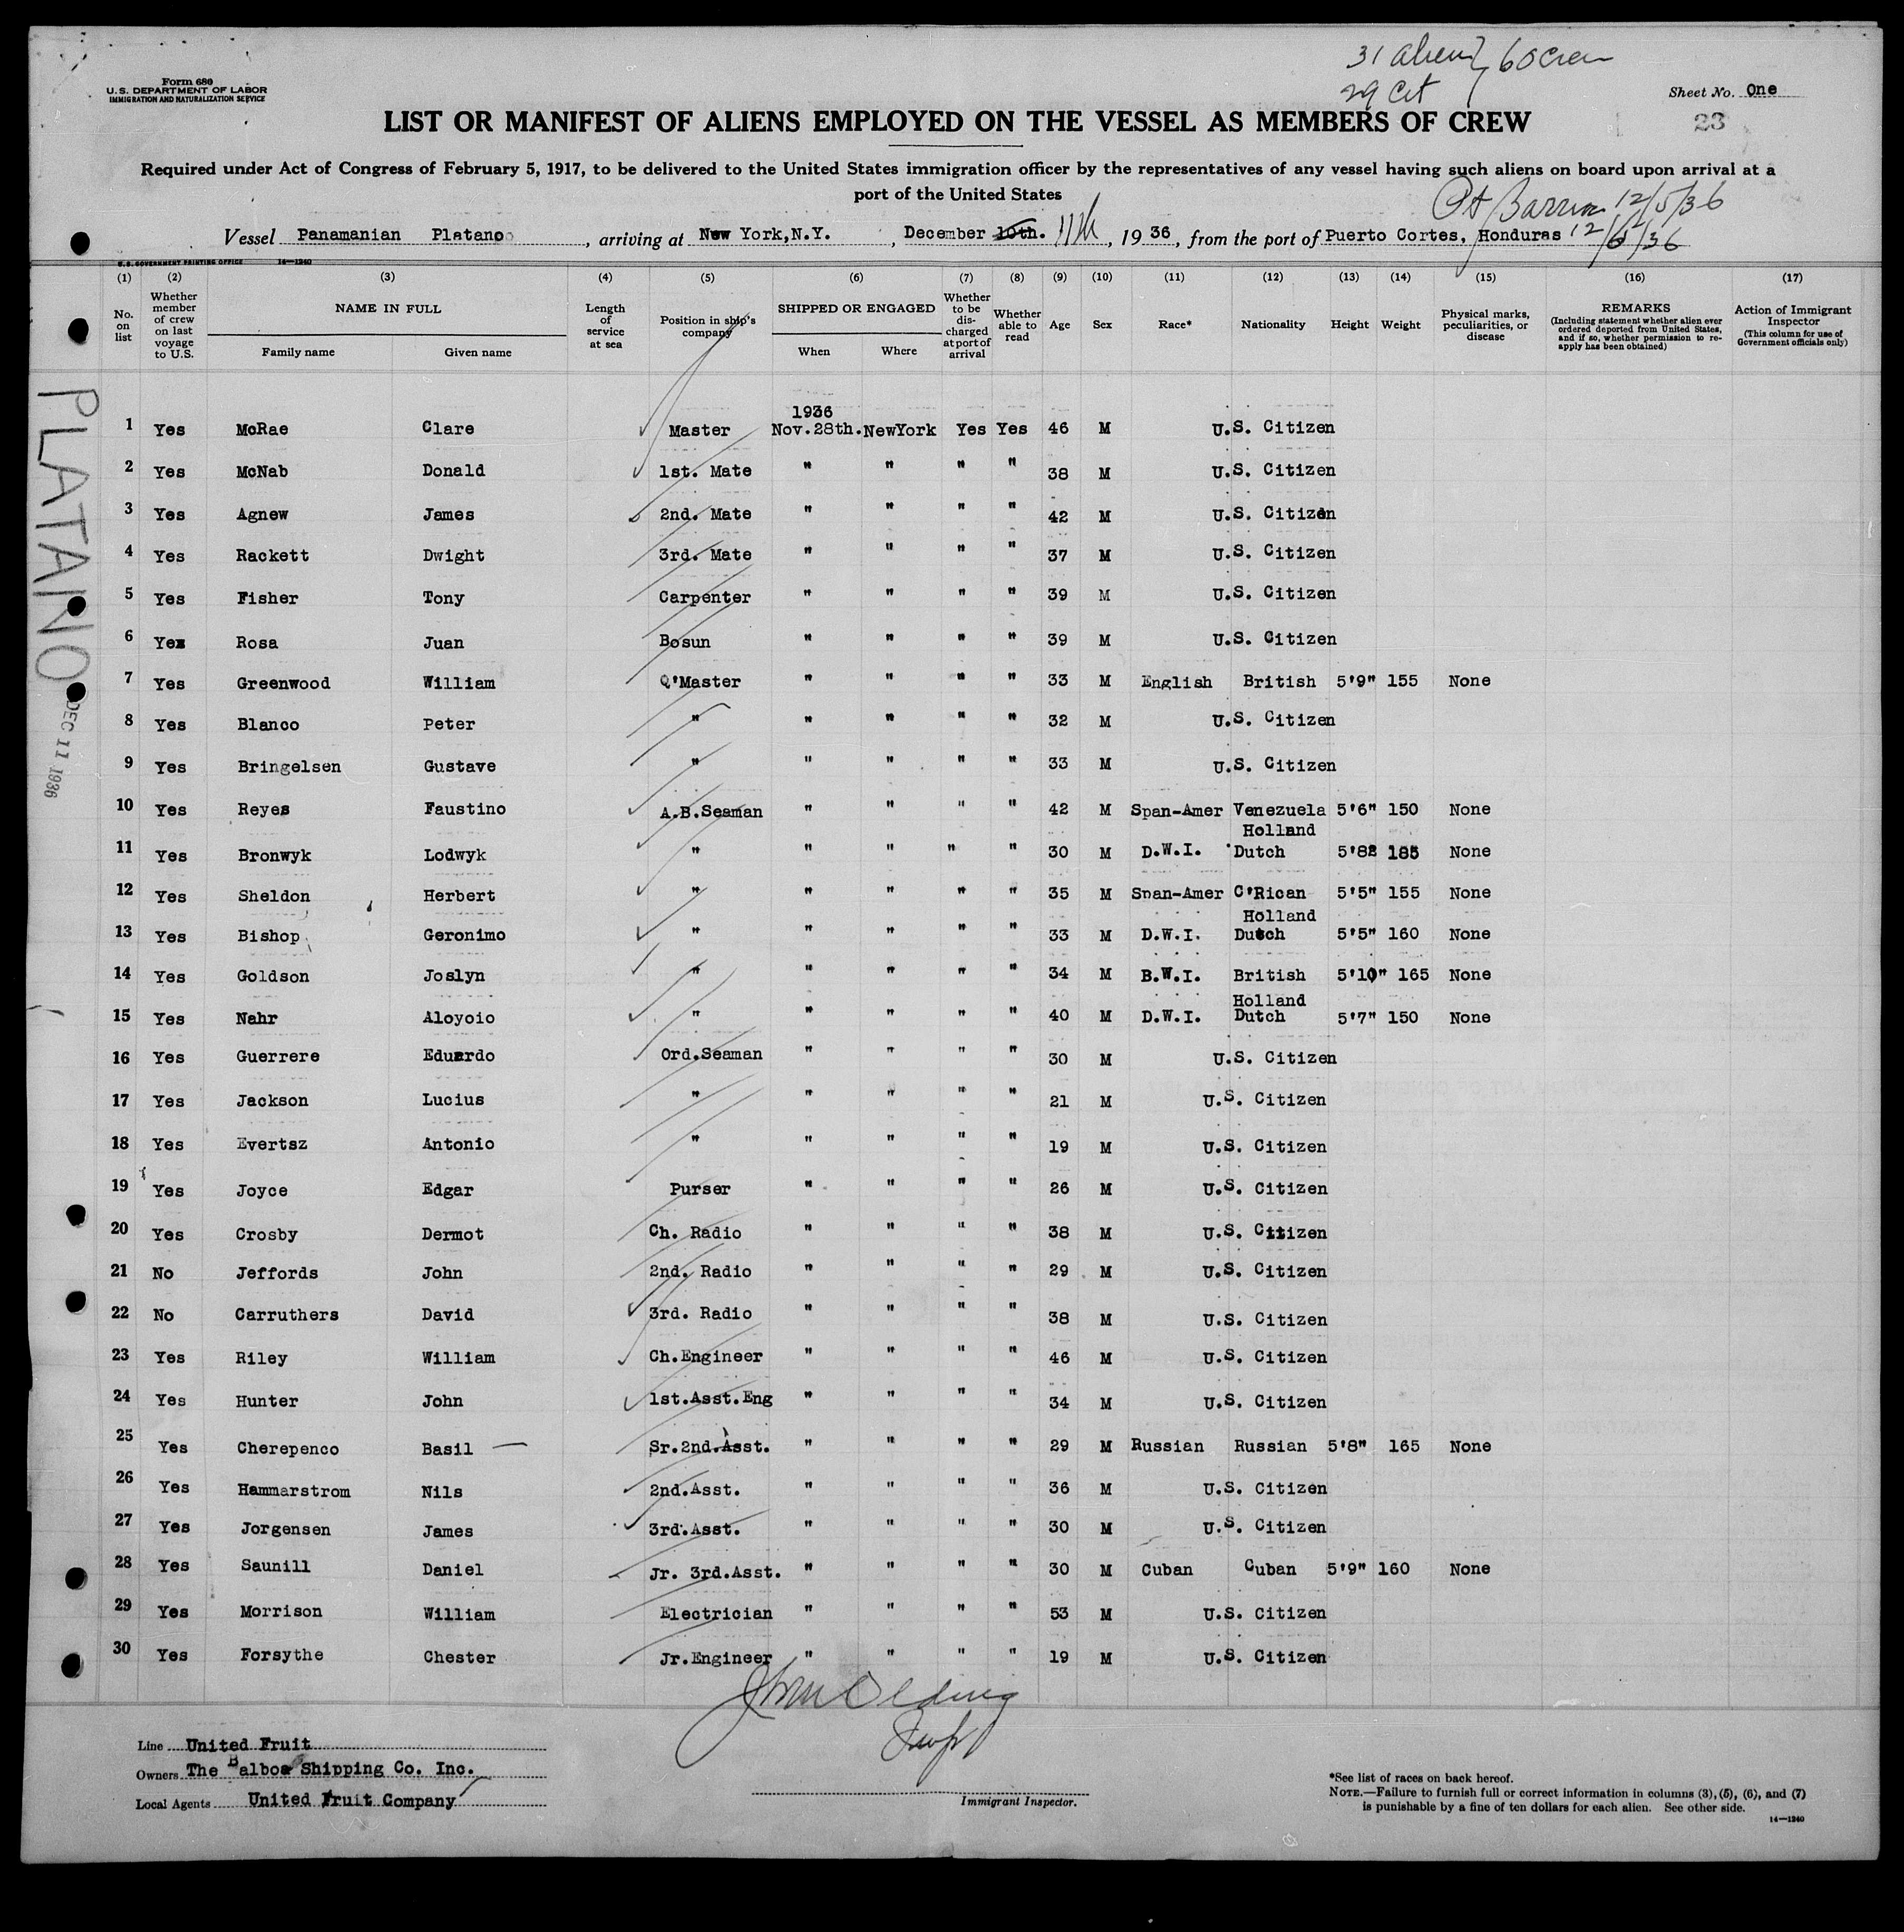 31 alien } 60 Crew
29 Cit
Form 680
U. S. DEPARTMENT OF LABOR
IMMIGRATION AND NATURALIZATION SERVICE
Sheet No. One
23
LIST OR MANIFEST OF ALIENS EMPLOYED ON THE VESSEL AS MEMBERS OF CREW
Required under Act of Congress of February 5, 1917, to be delivered to the United States immigration officer by the representatives of any vessel having such aliens on board upon arrival at a
port of the United States
Pt Barrios 12/5/36
Vessel Panamanian Platano, arriving at New York,N.Y., December 10th. 11th, 1936, from the port of Puerto Cortes, Honduras 12/6/36
U. S. GOVERNMENT PRINTING OFFICE 14—1240
(1) (2) (3) (4) (5) (6) (7) (8) (9) (10) (11) (12) (13) (14) (15) (16) (17)
No. on list
Whether member of crew on last voyage to U.S.
NAME IN FULL
Family name
Given name
Length of service at sea
Position in ship's company
SHIPPED OR ENGAGED
When
Where
Whether to be discharged at port of arrival
Whether able to read
Age
Sex
Race*
Nationality
Height
Weight
Physical marks, peculiarities, or disease
REMARKS
(Including statement whether alien ever ordered deported from United States, and if so, whether permission to re-apply has been obtained)
Action of Immigrant Inspector
(This column for use of Government officials only)
PLATANO
DEC 11 1936
1936
1 Yes McRae Clare Master Nov.28th. NewYork Yes Yes 46 M U.S. Citizen
2 Yes McNab Donald 1st. Mate " " " " 38 M U.S. Citizen
3 Yes Agnew James 2nd. Mate " " " " 42 M U.S. Citizen
4 Yes Rackett Dwight 3rd. Mate " " " " 37 M U.S. Citizen
5 Yes Fisher Tony Carpenter " " " " 39 M U.S. Citizen
6 Yes Rosa Juan Bosun " " " " 39 M U.S. Citizen
7 Yes Greenwood William Q'Master " " " " 33 M English British 5'9" 155 None
8 Yes Blanco Peter " " " " " 32 M U.S. Citizen
9 Yes Bringelsen Gustave " " " " " 33 M U.S. Citizen
10 Yes Reyes Faustino A.B.Seaman " " " " 42 M Span-Amer Venezuela 5'6" 150 None
Holland
11 Yes Bronwyk Lodwyk " " " " " 30 M D.W.I. Dutch 5'8" 185 None
12 Yes Sheldon Herbert " " " " " 35 M Span-Amer C'Rican 5'5" 155 None
Holland
13 Yes Bishop Geronimo " " " " " 33 M D.W.I. Dutch 5'5" 160 None
14 Yes Goldson Joslyn " " " " " 34 M B.W.I. British 5'10" 165 None
Holland
15 Yes Nahr Aloyoio " " " " " 40 M D.W.I. Dutch 5'7" 150 None
16 Yes Guerrere Eduardo Ord.Seaman " " " " 30 M U.S. Citizen
17 Yes Jackson Lucius " " " " " 21 M U.S. Citizen
18 Yes Evertsz Antonio " " " " " 19 M U.S. Citizen
19 Yes Joyce Edgar Purser " " " " 26 M U.S. Citizen
20 Yes Crosby Dermot Ch. Radio " " " " 38 M U.S. Citizen
21 No Jeffords John 2nd. Radio " " " " 29 M U.S. Citizen
22 No Carruthers David 3rd. Radio " " " " 38 M U.S. Citizen
23 Yes Riley William Ch.Engineer " " " " 46 M U.S. Citizen
24 Yes Hunter John 1st.Asst.Eng " " " " 34 M U.S. Citizen
25 Yes Cherepenco Basil — Sr.2nd.Asst. " " " " 29 M Russian Russian 5'8" 165 None
26 Yes Hammarstrom Nils 2nd.Asst. " " " " 36 M U.S. Citizen
27 Yes Jorgensen James 3rd.Asst. " " " " 30 M U.S. Citizen
28 Yes Saunill Daniel Jr. 3rd.Asst. " " " " 30 M Cuban Cuban 5'9" 160 None
29 Yes Morrison William Electrician " " " " 53 M U.S. Citizen
30 Yes Forsythe Chester Jr.Engineer " " " " 19 M U.S. Citizen
Line United Fruit
Owners The Balboa Shipping Co. Inc.
Local Agents United Fruit Company
Immigrant Inspector.
*See list of races on back hereof.
NOTE.—Failure to furnish full or correct information in columns (3), (5), (6), and (7)
is punishable by a fine of ten dollars for each alien. See other side.
14—1240